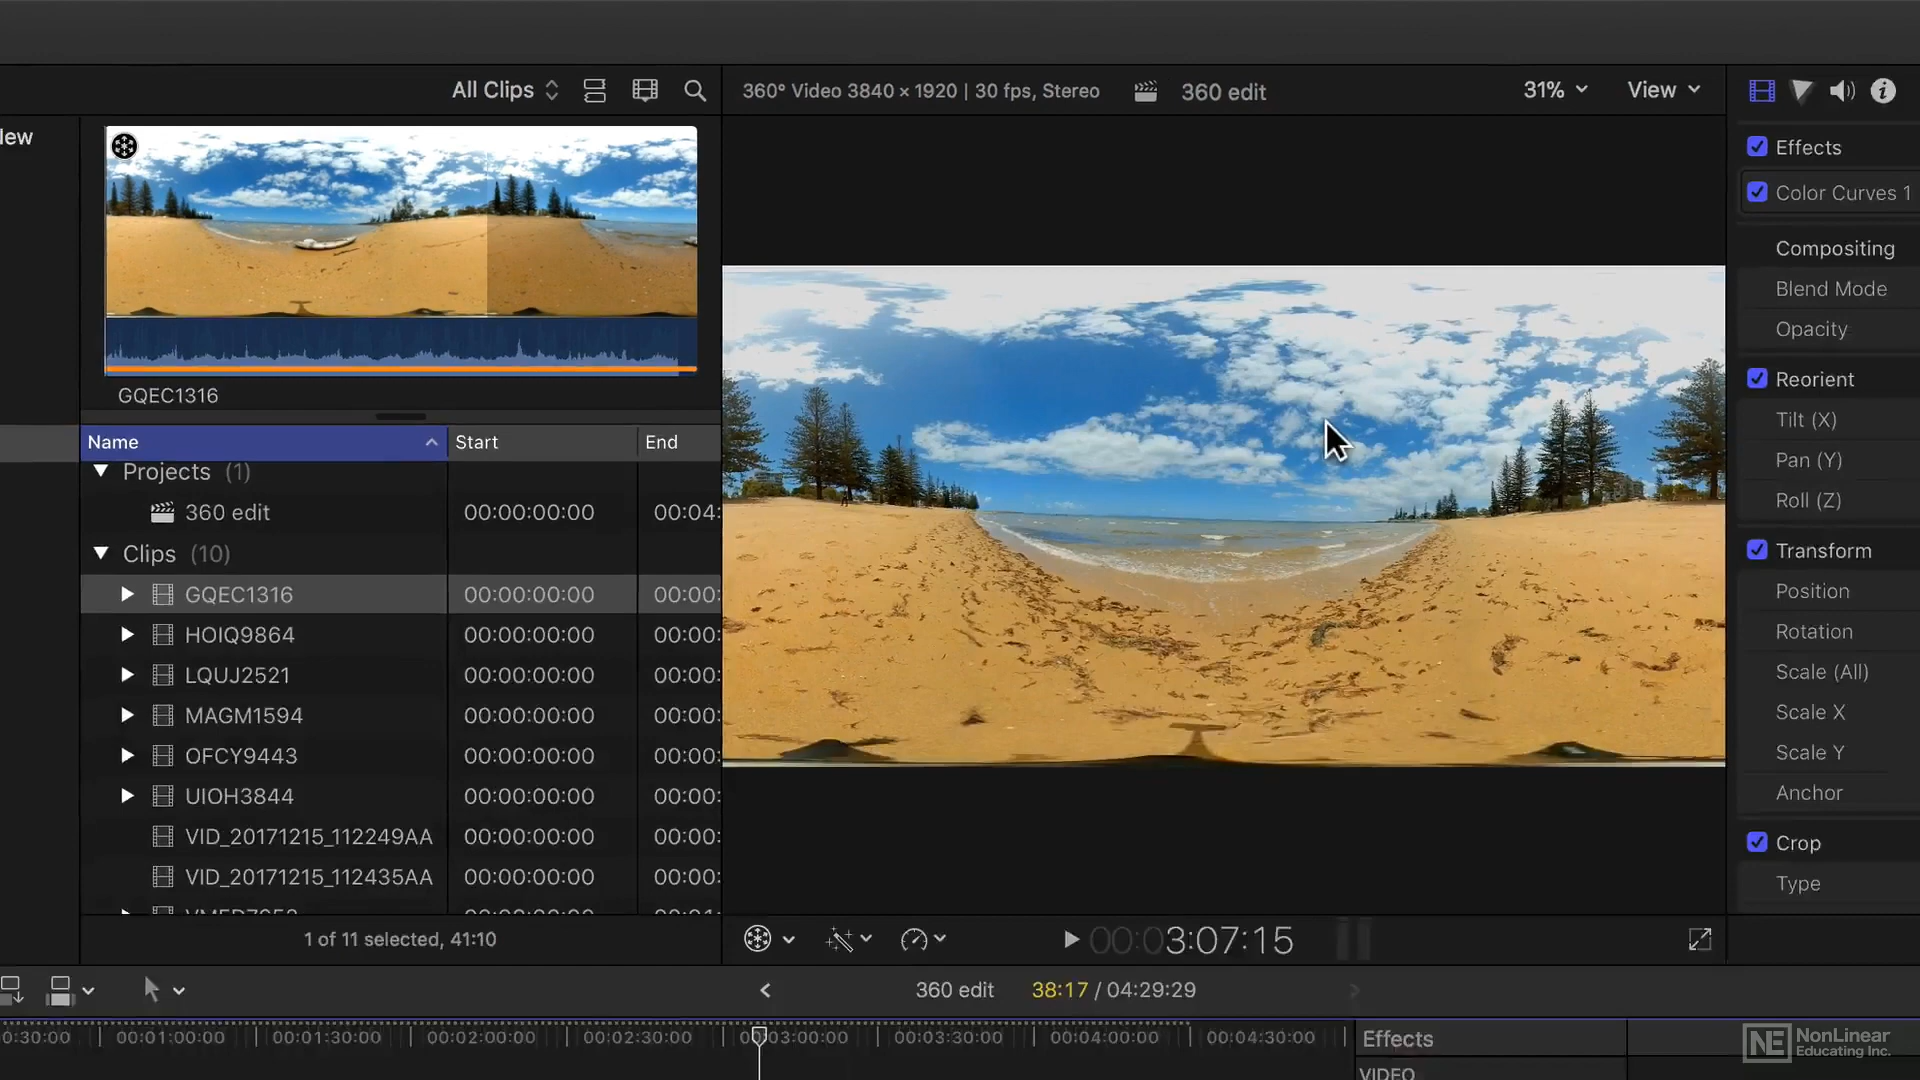 All Clips
360° Video 3840 × 1920 | 30 fps, Stereo
360 edit
31%
View
GQEC1316
Name
Start
End
Projects (1)
360 edit
00:00:00:00
00:04:
Clips (10)
GQEC1316
00:00:00:00
00:00:
HOIQ9864
00:00:00:00
00:00:
LQUJ2521
00:00:00:00
00:00:
MAGM1594
00:00:00:00
00:00:
OFCY9443
00:00:00:00
00:00:
UIOH3844
00:00:00:00
00:00:
VID_20171215_112249AA
00:00:00:00
00:00:
VID_20171215_112435AA
00:00:00:00
00:00:
1 of 11 selected, 41:10
Effects
Color Curves 1
Compositing
Blend Mode
Opacity
Reorient
Tilt (X)
Pan (Y)
Roll (Z)
Transform
Position
Rotation
Scale (All)
Scale X
Scale Y
Anchor
Crop
Type
00:03:07:15
360 edit
38:17 / 04:29:29
0:30:00
00:01:00:00
00:01:30:00
00:02:00:00
00:02:30:00
00:03:00:00
00:03:30:00
00:04:00:00
00:04:30:00
Effects
VIDEO
NE
NonLinear
Educating Inc.